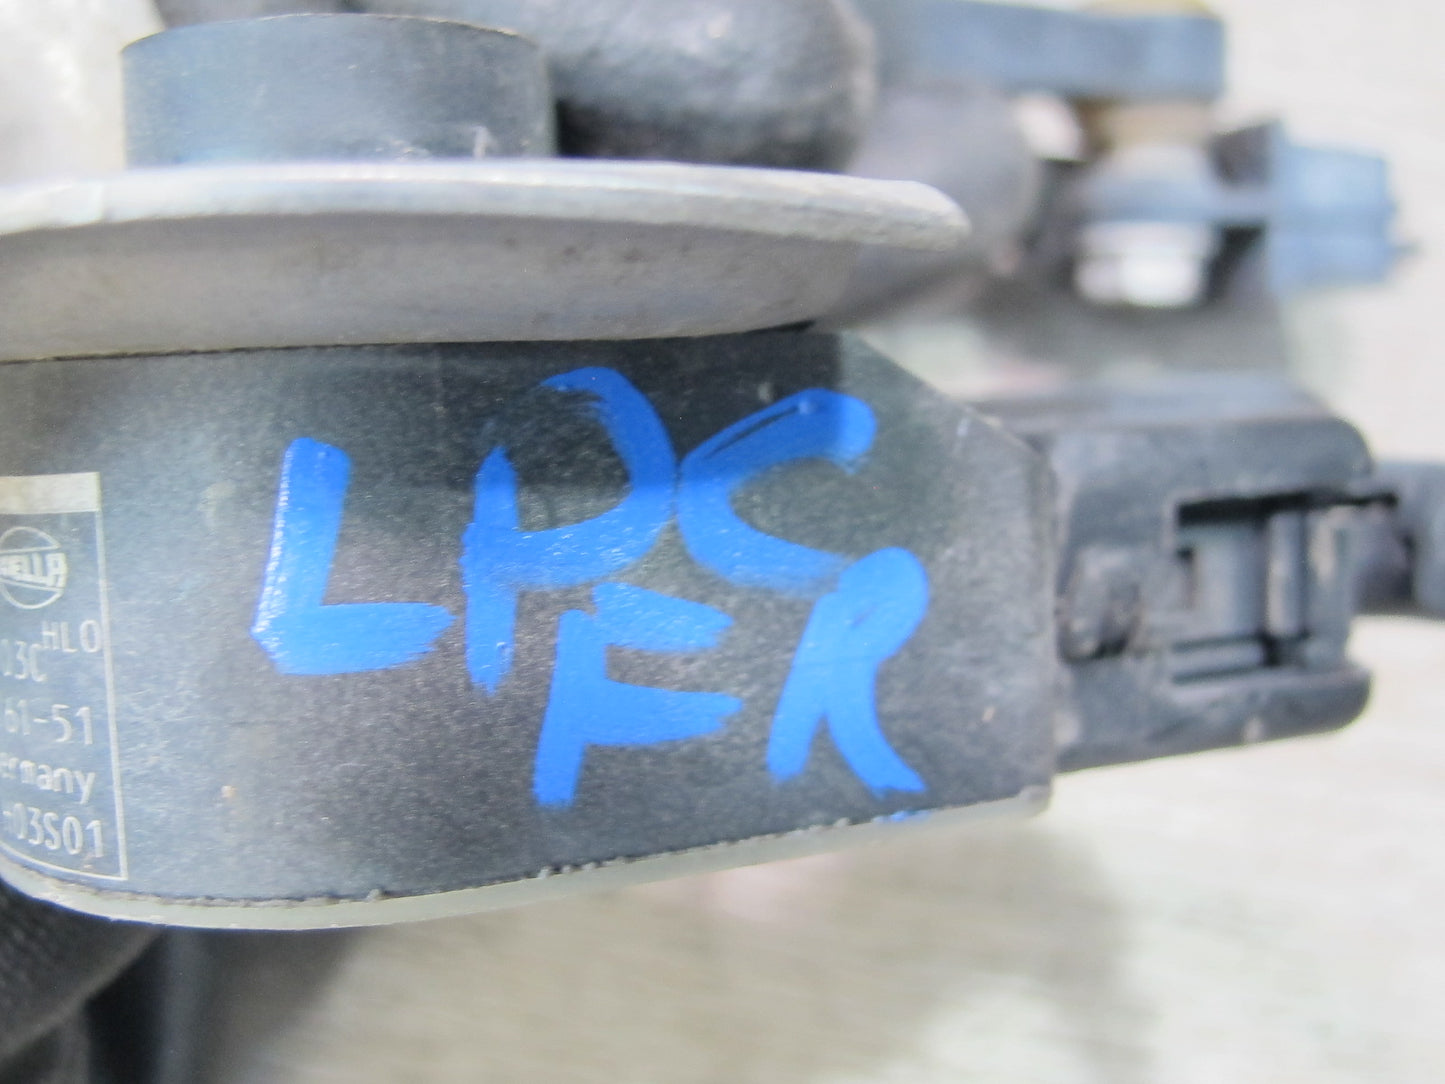 LDC
FR
HELLA
HLO
03C
61-51
ermany
03S01